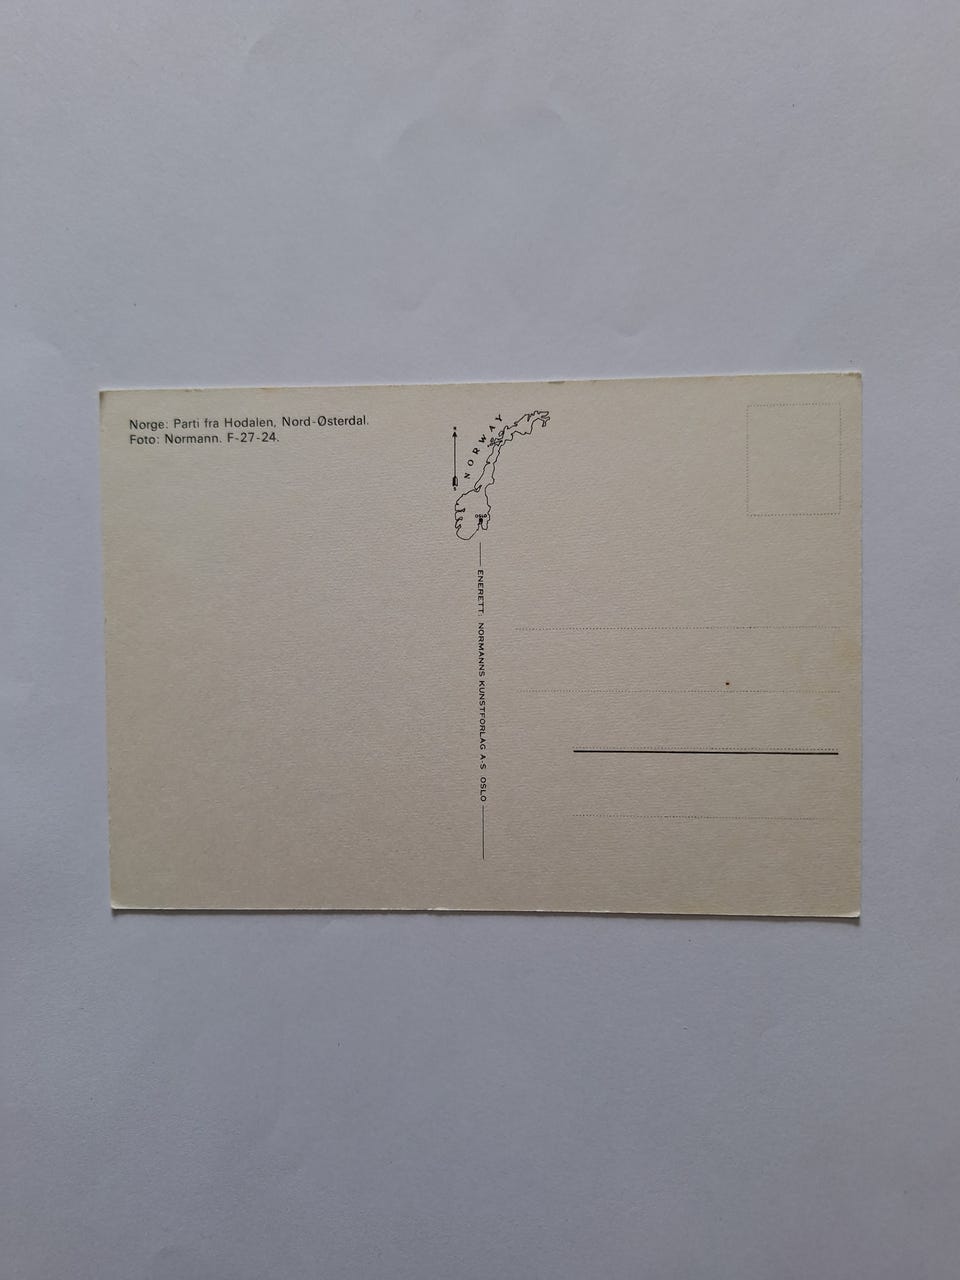 Norge: Parti fra Hodalen, Nord-Østerdal.
Foto: Normann. F-27-24.
NORWAY
OSLO
ENERETT: NORMANNS KUNSTFORLAG A-S OSLO